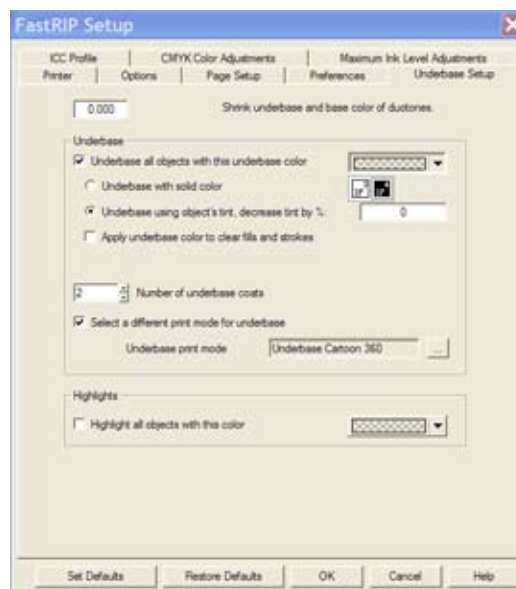 FastRIP Setup
ICC Profile CMYK Color Adjustments Maximum Ink Level Adjustments
Printer Options Page Setup Preferences Underbase Setup
0.000 Shrink underbase and base color of duotones.
Underbase
Underbase all objects with this underbase color
Underbase with solid color
Underbase using object's tint, decrease tint by %: 0
Apply underbase color to clear fills and strokes
2 Number of underbase coats
Select a different print mode for underbase
Underbase print mode Underbase Cartoon 360 ...
Highlights
Highlight all objects with this color
Set Defaults Restore Defaults OK Cancel Help